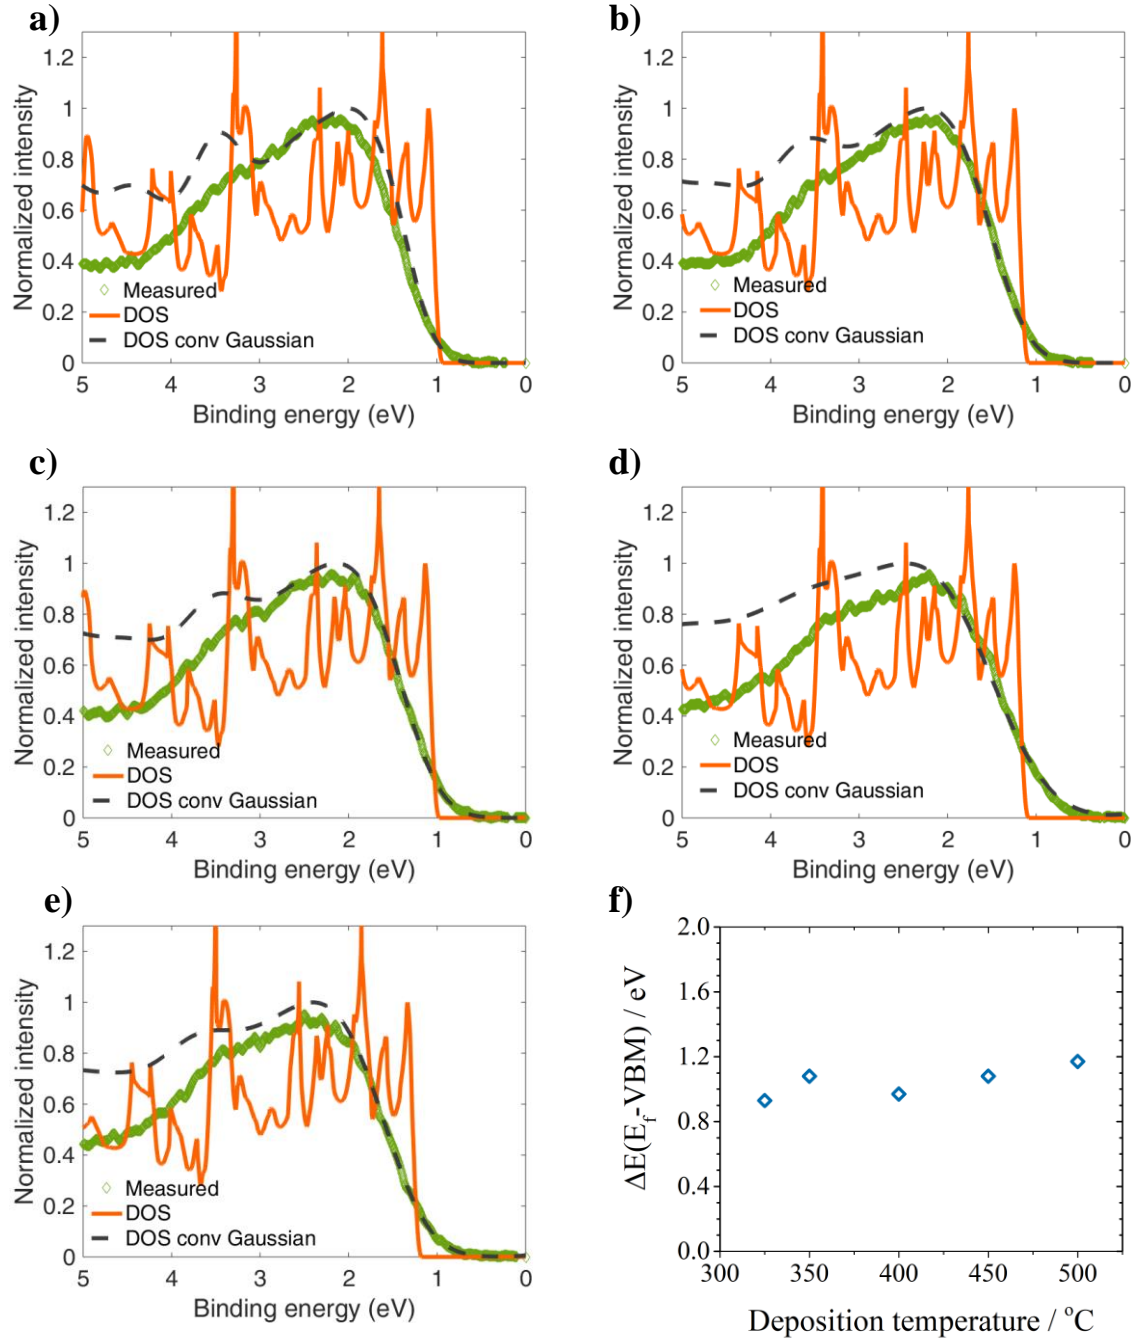 a)
1.2
1
0.8
0.6
0.4
0.2
0
Normalized intensity
Measured
DOS
DOS conv Gaussian
5 4 3 2 1 0
Binding energy (eV)
b)
1.2
1
0.8
0.6
0.4
0.2
0
Normalized intensity
Measured
DOS
DOS conv Gaussian
5 4 3 2 1 0
Binding energy (eV)
c)
1.2
1
0.8
0.6
0.4
0.2
0
Normalized intensity
Measured
DOS
DOS conv Gaussian
5 4 3 2 1 0
Binding energy (eV)
d)
1.2
1
0.8
0.6
0.4
0.2
0
Normalized intensity
Measured
DOS
DOS conv Gaussian
5 4 3 2 1 0
Binding energy (eV)
e)
1.2
1
0.8
0.6
0.4
0.2
0
Normalized intensity
Measured
DOS
DOS conv Gaussian
5 4 3 2 1 0
Binding energy (eV)
f)
2.0
1.6
1.2
0.8
0.4
0.0
ΔE(E_f-VBM) / eV
300 350 400 450 500
Deposition temperature / °C